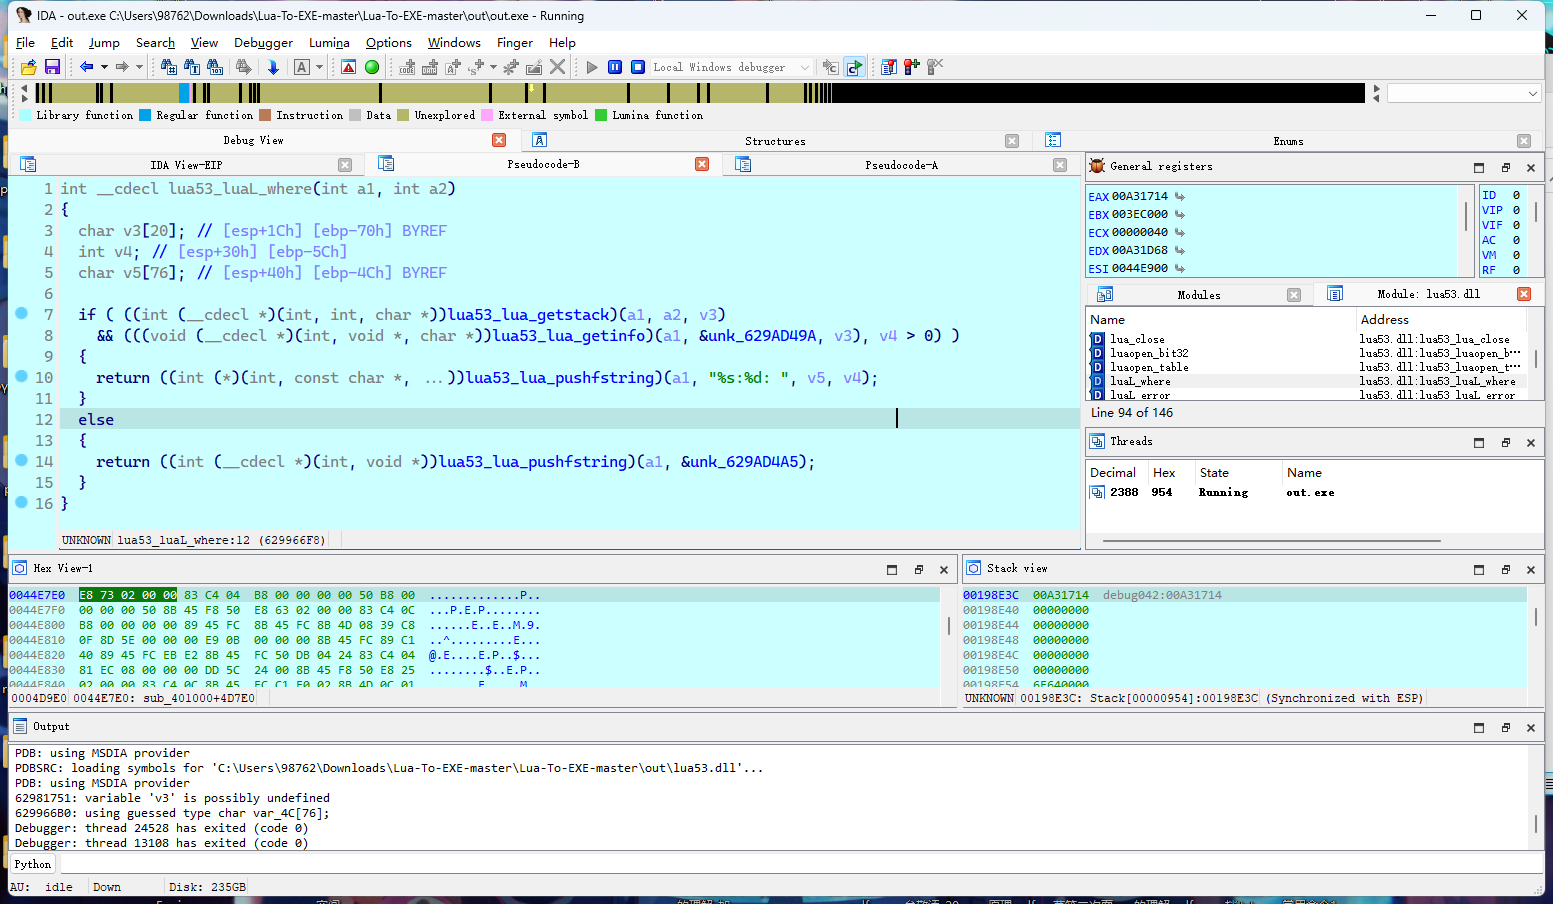 IDA - out.exe C:\Users\98762\Downloads\Lua-To-EXE-master\Lua-To-EXE-master\out\out.exe - Running
File Edit Jump Search View Debugger Lumina Options Windows Finger Help
Local Windows debugger
Library function Regular function Instruction Data Unexplored External symbol Lumina function
Debug View Structures Enums
IDA View-EIP Pseudocode-B Pseudocode-A
1 int __cdecl lua53_luaL_where(int a1, int a2)
2 {
3 char v3[20]; // [esp+1Ch] [ebp-70h] BYREF
4 int v4; // [esp+30h] [ebp-5Ch]
5 char v5[76]; // [esp+40h] [ebp-4Ch] BYREF
6
7 if ( ((int (__cdecl *)(int, int, char *))lua53_lua_getstack)(a1, a2, v3)
8 && (((void (__cdecl *)(int, void *, char *))lua53_lua_getinfo)(a1, &unk_629AD49A, v3), v4 > 0) )
9 {
10 return ((int (*)(int, const char *, ...))lua53_lua_pushfstring)(a1, "%s:%d: ", v5, v4);
11 }
12 else
13 {
14 return ((int (__cdecl *)(int, void *))lua53_lua_pushfstring)(a1, &unk_629AD4A5);
15 }
16 }
UNKNOWN lua53_luaL_where:12 (629966F8)
General registers
EAX 00A31714
EBX 003EC000
ECX 00000040
EDX 00A31D68
ESI 0044E900
ID 0
VIP 0
VIF 0
AC 0
VM 0
RF 0
Modules Module: lua53.dll
Name Address
lua_close lua53.dll:lua53_lua_close
luaopen_bit32 lua53.dll:lua53_luaopen_b...
luaopen_table lua53.dll:lua53_luaopen_t...
luaL_where lua53.dll:lua53_luaL_where
luaL_error lua53.dll:lua53_luaL_error
Line 94 of 146
Threads
Decimal Hex State Name
2388 954 Running out.exe
Hex View-1
0044E7E0 E8 73 02 00 00 83 C4 04 B8 00 00 00 00 50 B8 00 .............P..
0044E7F0 00 00 00 50 8B 45 F8 50 E8 63 02 00 00 83 C4 0C ...P.E.P........
0044E800 B8 00 00 00 00 89 45 FC 8B 45 FC 8B 4D 08 39 C8 ......E..E..M.9.
0044E810 0F 8D 5E 00 00 00 E9 0B 00 00 00 8B 45 FC 89 C1 ..^.........E...
0044E820 40 89 45 FC EB E2 8B 45 FC 50 DB 04 24 83 C4 04 @.E....E.P..$...
0044E830 81 EC 08 00 00 00 DD 5C 24 00 8B 45 F8 50 E8 25 .......\$..E.P.%
0044E840 02 00 00 83 C4 0C 8B 45 FC C1 E0 02 8B 4D 0C 01 .......E.....M..
0004D9E0 0044E7E0: sub_401000+4D7E0
Stack view
00198E3C 00A31714 debug042:00A31714
00198E40 00000000
00198E44 00000000
00198E48 00000000
00198E4C 00000000
00198E50 00000000
00198E54 6E640000
UNKNOWN 00198E3C: Stack[00000954]:00198E3C (Synchronized with ESP)
Output
PDB: using MSDIA provider
PDBSRC: loading symbols for 'C:\Users\98762\Downloads\Lua-To-EXE-master\Lua-To-EXE-master\out\lua53.dll'...
PDB: using MSDIA provider
62981751: variable 'v3' is possibly undefined
629966B0: using guessed type char var_4C[76];
Debugger: thread 24528 has exited (code 0)
Debugger: thread 13108 has exited (code 0)
Python
AU: idle Down Disk: 235GB